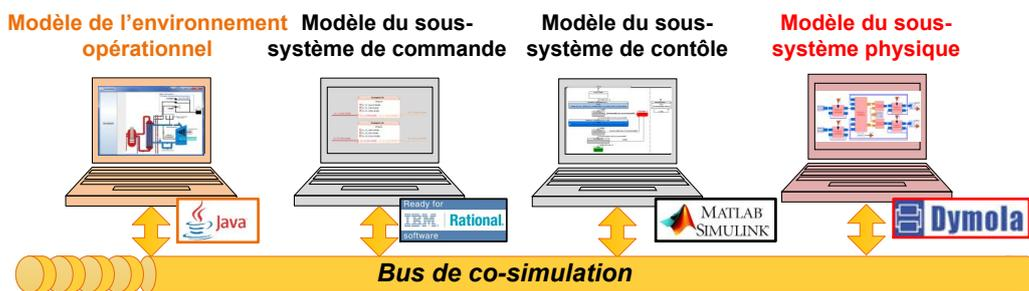 Modèle de l'environnement
opérationnel
Modèle du sous-
système de commande
Modèle du sous-
système de contôle
Modèle du sous-
système physique
Java
Ready for
IBM. Rational.
software
MATLAB
SIMULINK
Dymola
Bus de co-simulation